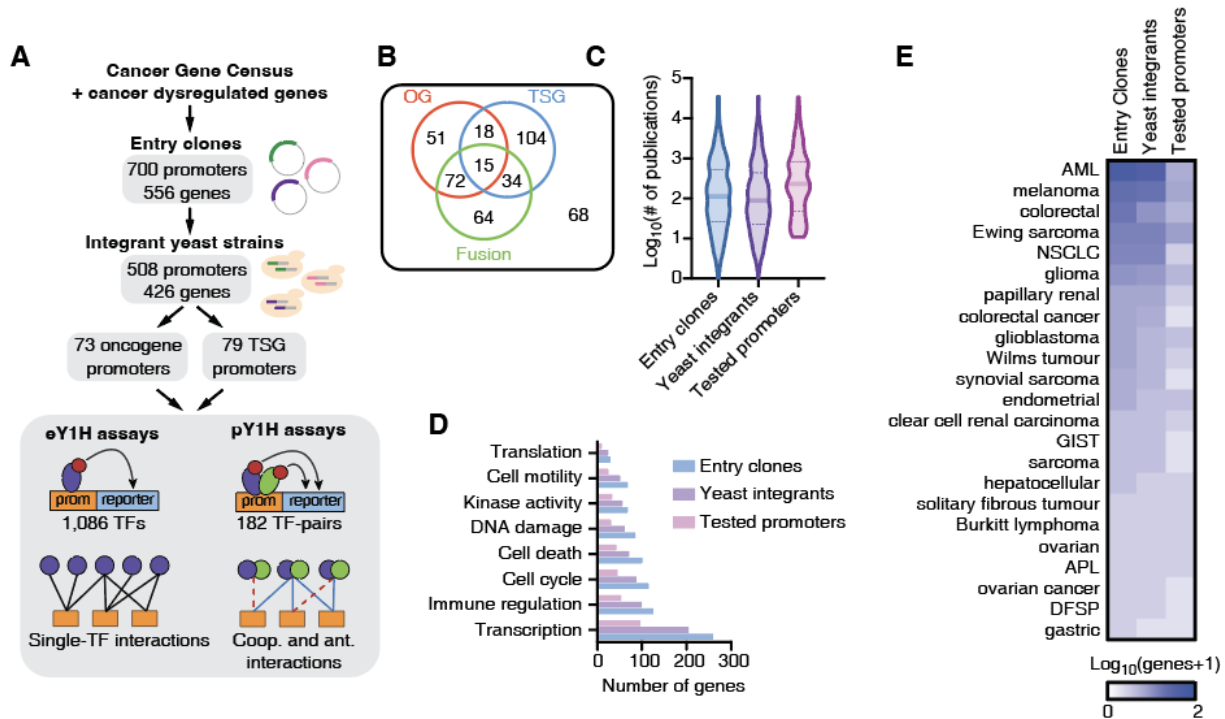 A
Cancer Gene Census
+ cancer dysregulated genes
Entry clones
700 promoters
556 genes
Integrant yeast strains
508 promoters
426 genes
73 oncogene
promoters
79 TSG
promoters
eY1H assays
prom
reporter
1,086 TFs
Single-TF interactions
pY1H assays
prom
reporter
182 TF-pairs
Coop. and ant.
interactions
B
OG
TSG
51
18
104
15
72
34
64
68
Fusion
C
Log10(# of publications)
5
4
3
2
1
0
Entry clones
Yeast integrants
Tested promoters
D
Translation
Cell motility
Kinase activity
DNA damage
Cell death
Cell cycle
Immune regulation
Transcription
0
100
200
300
Number of genes
Entry clones
Yeast integrants
Tested promoters
E
Entry Clones
Yeast integrants
Tested promoters
AML
melanoma
colorectal
Ewing sarcoma
NSCLC
glioma
papillary renal
colorectal cancer
glioblastoma
Wilms tumour
synovial sarcoma
endometrial
clear cell renal carcinoma
GIST
sarcoma
hepatocellular
solitary fibrous tumour
Burkitt lymphoma
ovarian
APL
ovarian cancer
DFSP
gastric
Log10(genes+1)
0
2